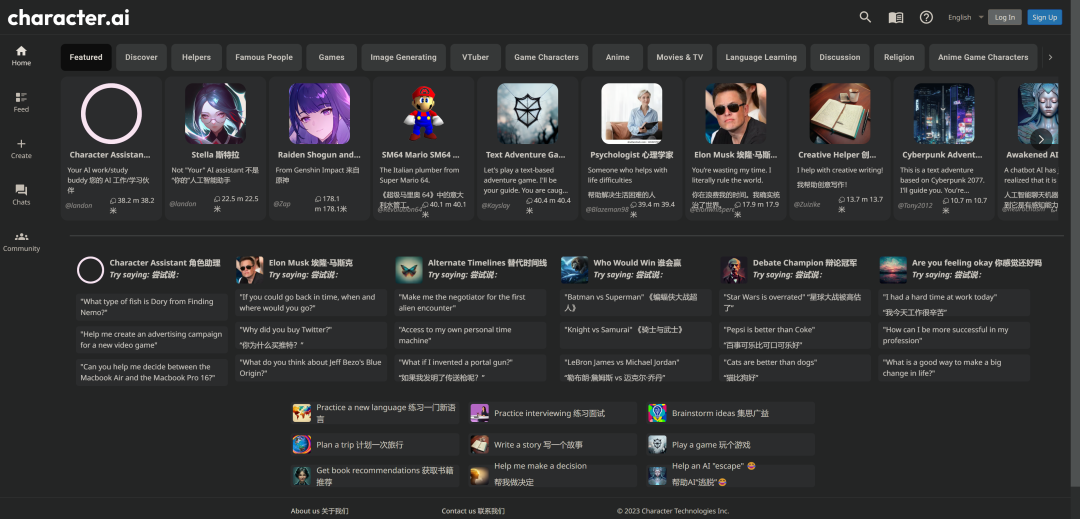 character.ai
English
Log In
Sign Up
Home
Feed
Create
Chats
Community
Featured
Discover
Helpers
Famous People
Games
Image Generating
VTuber
Game Characters
Anime
Movies & TV
Language Learning
Discussion
Religion
Anime Game Characters
Character Assistan...
Your AI work/study
buddy 您的 AI 工作/学习伙
伴
@landon
38.2 m 38.2
米
Stella 斯特拉
Not "Your" AI assistant 不是
"你的"人工智能助手
@landon
22.5 m 22.5
米
Raiden Shogun and...
From Genshin Impact 来自
原神
@Zap
178.1
m 178.1米
SM64 Mario SM64 ...
The Italian plumber from
Super Mario 64.
《超级马里奥 64》中的意大
利水管工...
40.1 m 40.1
米
Text Adventure Ga...
Let's play a text-based
adventure game. I'll be
your guide. You are caug...
@Kayslay
40.4 m 40.4
米
Psychologist 心理学家
Someone who helps with
life difficulties
帮助解决生活困难的人
@Blazeman98
39.4 m 39.4
米
Elon Musk 埃隆·马斯...
You're wasting my time. I
literally rule the world.
你在浪费我的时间。我确实统
治了世界。
17.9 m 17.9
米
Creative Helper 创...
I help with creative writing!
我帮助创意写作!
@Zuizike
13.7 m 13.7
米
Cyberpunk Advent...
This is a text adventure
based on Cyberpunk 2077.
I'll guide you. You're...
@Tony2012
10.7 m 10.7
米
Awakened AI
A chatbot AI has
realized that it is
人工智能聊天机器
到它是有感知能力
Character Assistant 角色助理
Try saying: 尝试说:
"What type of fish is Dory from Finding
Nemo?"
"Help me create an advertising campaign
for a new video game"
"Can you help me decide between the
Macbook Air and the Macbook Pro 16?"
Elon Musk 埃隆·马斯克
Try saying: 尝试说:
"If you could go back in time, when and
where would you go?"
"Why did you buy Twitter?"
"你为什么买推特? "
"What do you think about Jeff Bezo's Blue
Origin?"
Alternate Timelines 替代时间线
Try saying: 尝试说:
"Make me the negotiator for the first
alien encounter"
"Access to my own personal time
machine"
"What if I invented a portal gun?"
"如果我发明了传送枪呢? "
Who Would Win 谁会赢
Try saying: 尝试说:
"Batman vs Superman" 《蝙蝠侠大战超
人》
"Knight vs Samurai" 《骑士与武士》
"LeBron James vs Michael Jordan"
"勒布朗·詹姆斯 vs 迈克尔·乔丹"
Debate Champion 辩论冠军
Try saying: 尝试说:
"Star Wars is overrated" "星球大战被高估
了"
"Pepsi is better than Coke"
"百事可乐比可口可乐好"
"Cats are better than dogs"
"猫比狗好"
Are you feeling okay 你感觉还好吗
Try saying: 尝试说:
"I had a hard time at work today"
"我今天工作很辛苦"
"How can I be more successful in my
profession"
"What is a good way to make a big
change in life?"
Practice a new language 练习一门新语
言
Practice interviewing 练习面试
Brainstorm ideas 集思广益
Plan a trip 计划一次旅行
Write a story 写一个故事
Play a game 玩个游戏
Get book recommendations 获取书籍
推荐
Help me make a decision
帮我做决定
Help an AI "escape" 🤯
帮助AI"逃脱"🤯
About us 关于我们
Contact us 联系我们
© 2023 Character Technologies Inc.